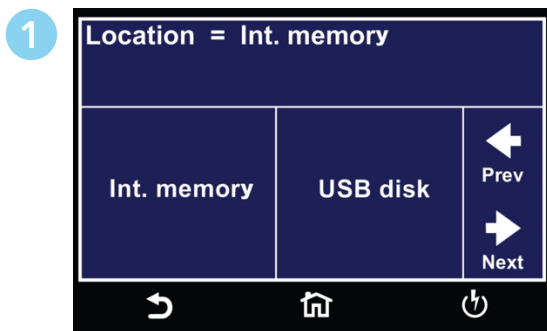 1
Location = Int. memory
Int. memory
USB disk
Prev
Next